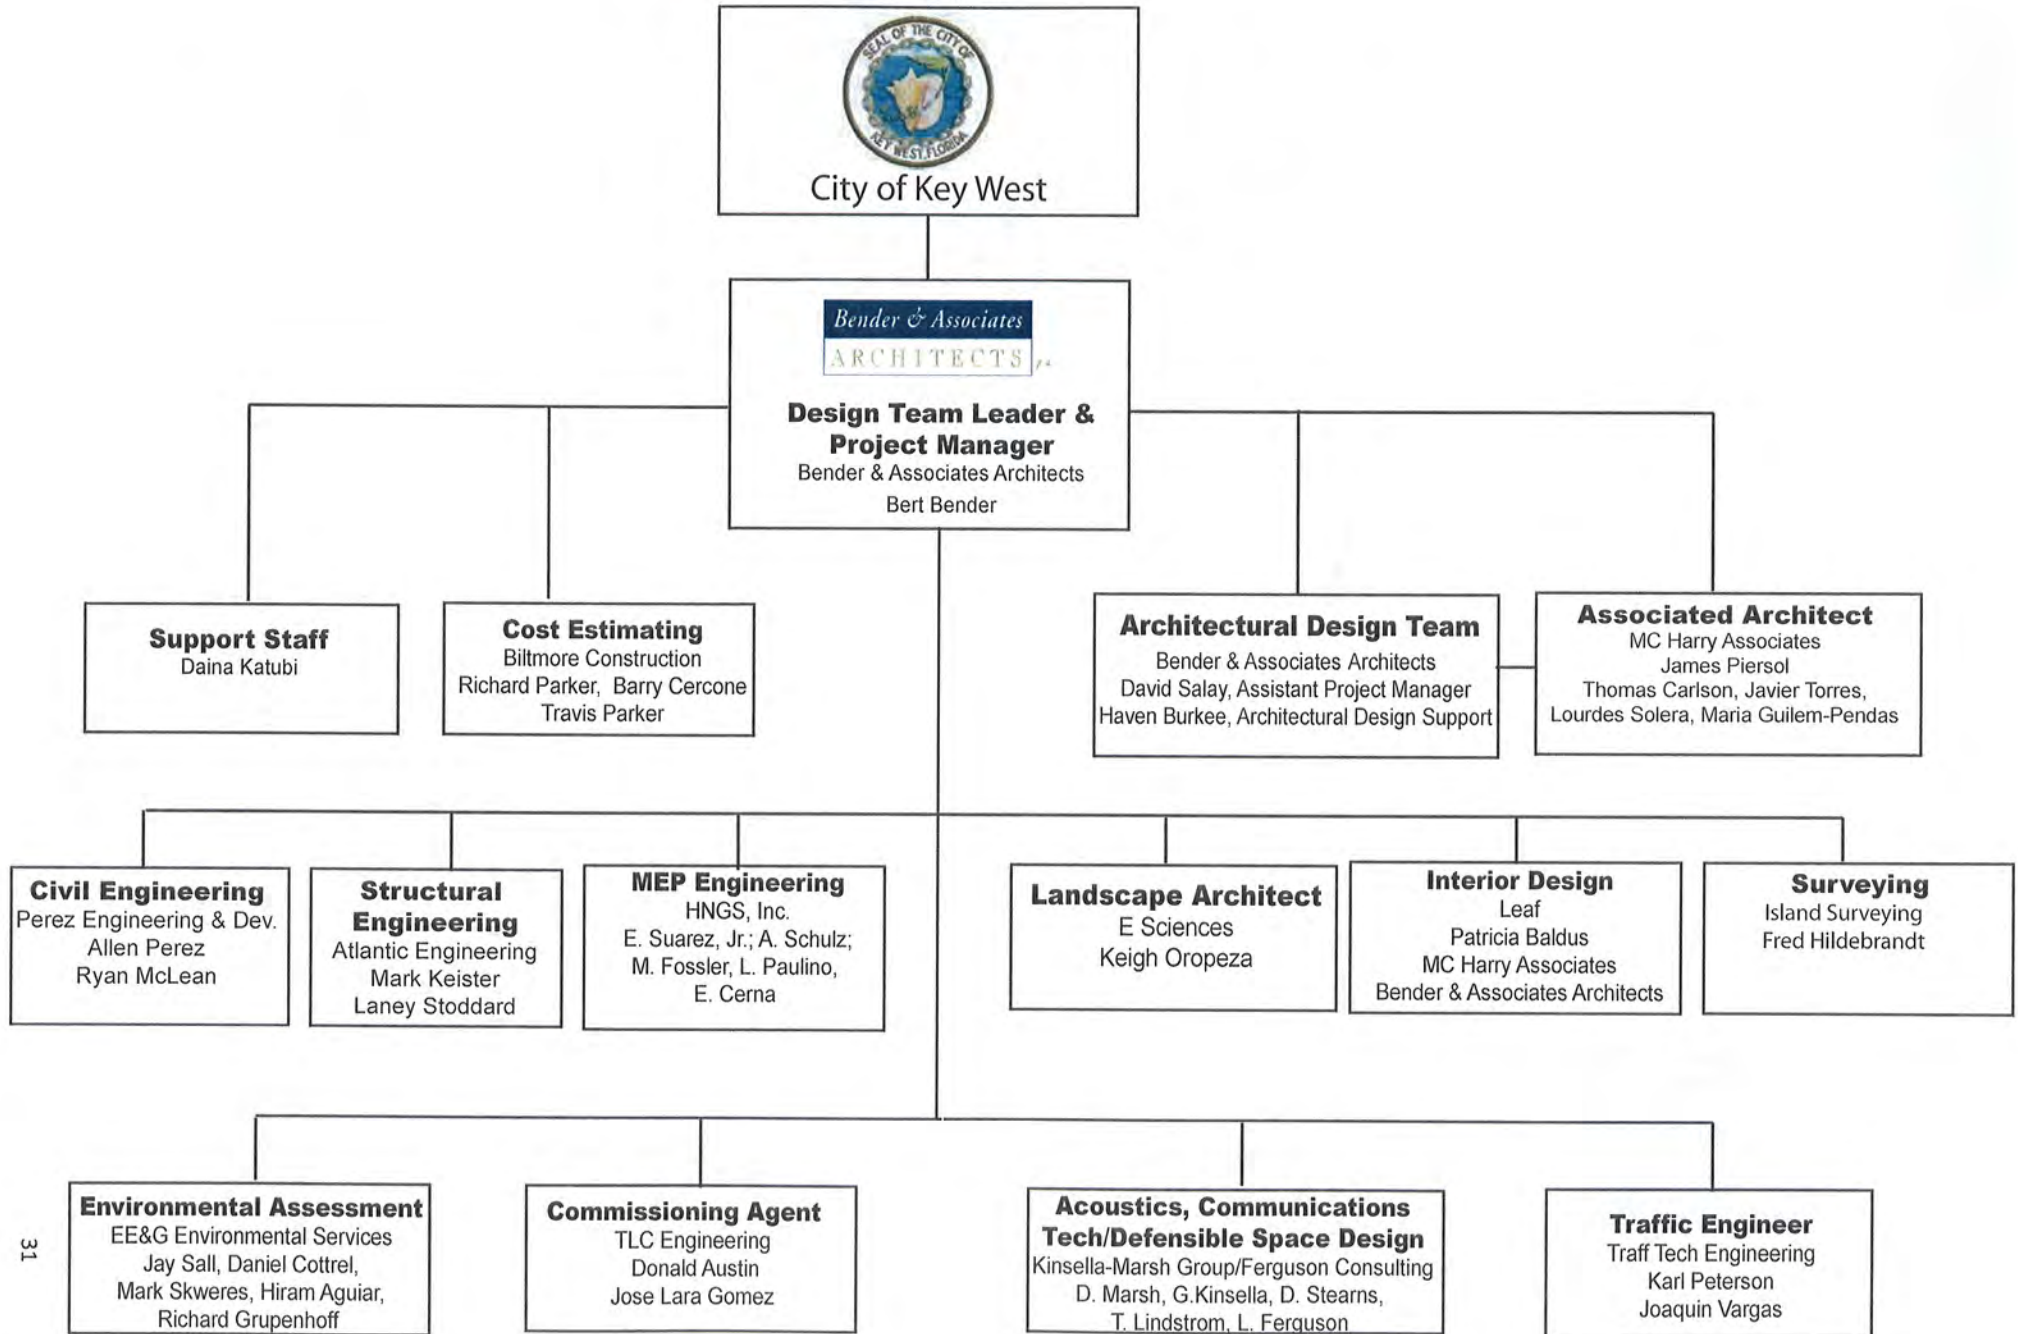 SEAL OF THE CITY OF
KEY WEST, FLORIDA
City of Key West
Bender & Associates
ARCHITECTS
Design Team Leader &
Project Manager
Bender & Associates Architects
Bert Bender
Support Staff
Daina Katubi
Cost Estimating
Biltmore Construction
Richard Parker, Barry Cercone
Travis Parker
Architectural Design Team
Bender & Associates Architects
David Salay, Assistant Project Manager
Haven Burkee, Architectural Design Support
Associated Architect
MC Harry Associates
James Piersol
Thomas Carlson, Javier Torres,
Lourdes Solera, Maria Guilem-Pendas
Civil Engineering
Perez Engineering & Dev.
Allen Perez
Ryan McLean
Structural
Engineering
Atlantic Engineering
Mark Keister
Laney Stoddard
MEP Engineering
HNGS, Inc.
E. Suarez, Jr.; A. Schulz;
M. Fossler, L. Paulino,
E. Cerna
Landscape Architect
E Sciences
Keigh Oropeza
Interior Design
Leaf
Patricia Baldus
MC Harry Associates
Bender & Associates Architects
Surveying
Island Surveying
Fred Hildebrandt
Environmental Assessment
EE&G Environmental Services
Jay Sall, Daniel Cottrel,
Mark Skweres, Hiram Aguiar,
Richard Grupenhoff
Commissioning Agent
TLC Engineering
Donald Austin
Jose Lara Gomez
Acoustics, Communications
Tech/Defensible Space Design
Kinsella-Marsh Group/Ferguson Consulting
D. Marsh, G.Kinsella, D. Stearns,
T. Lindstrom, L. Ferguson
Traffic Engineer
Traff Tech Engineering
Karl Peterson
Joaquin Vargas
31